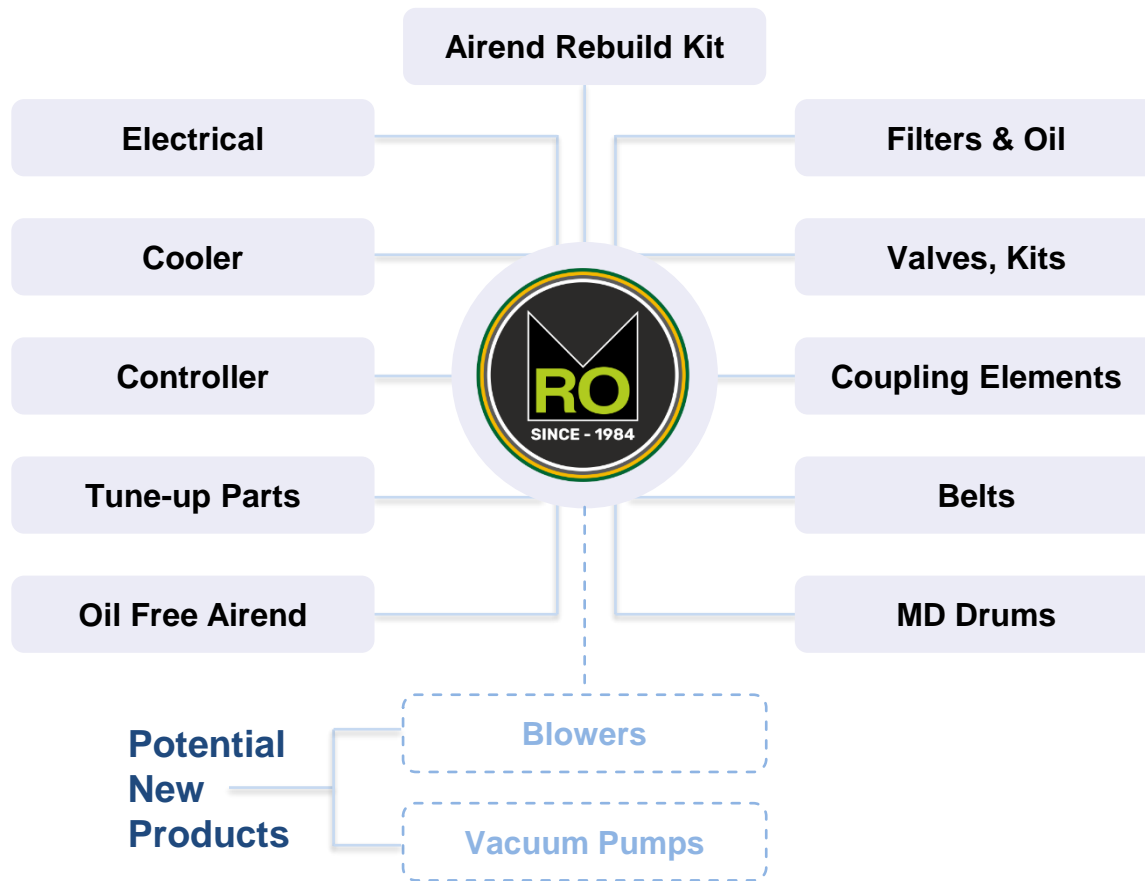 Airend Rebuild Kit
Electrical
Filters & Oil
Cooler
Valves, Kits
Controller
Coupling Elements
MRO
SINCE - 1984
Tune-up Parts
Belts
Oil Free Airend
MD Drums
Potential
New
Products
Blowers
Vacuum Pumps